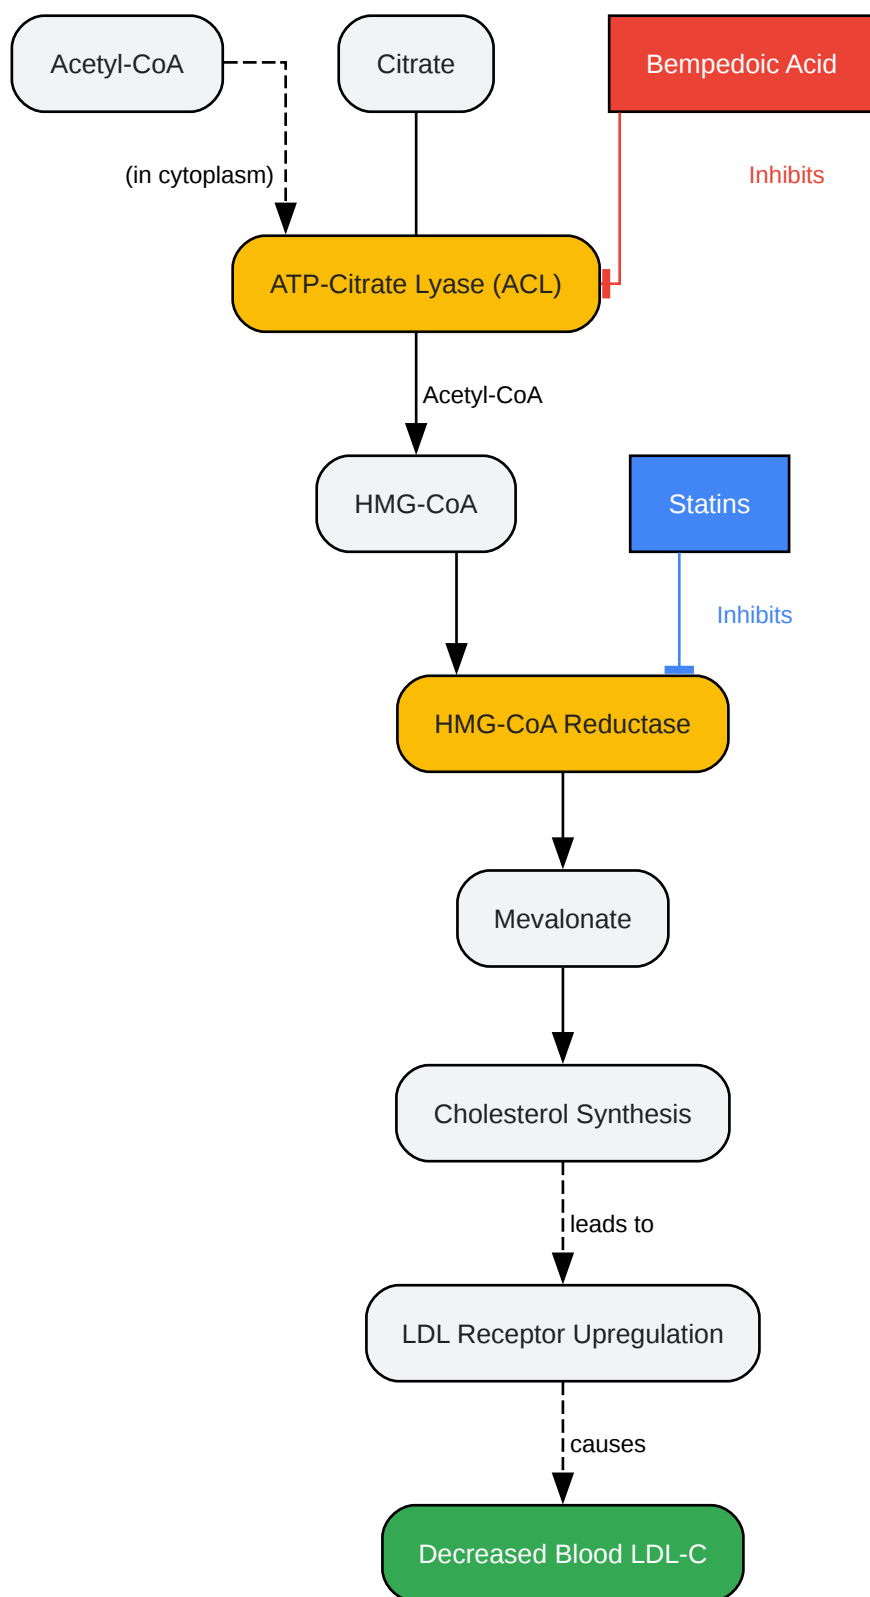 Acetyl-CoA
Citrate
Bempedoic Acid
(in cytoplasm)
Inhibits
ATP-Citrate Lyase (ACL)
Acetyl-CoA
HMG-CoA
Statins
Inhibits
HMG-CoA Reductase
Mevalonate
Cholesterol Synthesis
leads to
LDL Receptor Upregulation
causes
Decreased Blood LDL-C